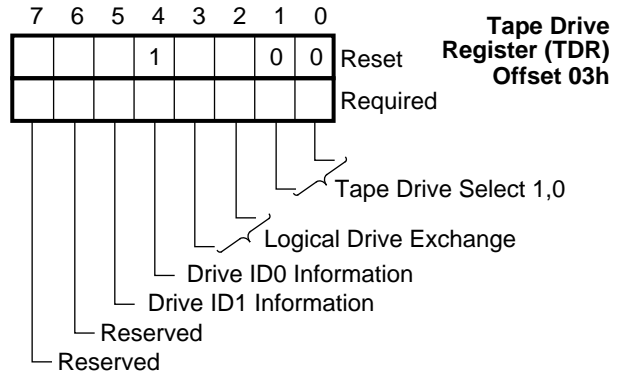 7 6 5 4 3 2 1 0
Tape Drive
Register (TDR)
Offset 03h
1 0 0 Reset
Required
Tape Drive Select 1,0
Logical Drive Exchange
Drive ID0 Information
Drive ID1 Information
Reserved
Reserved